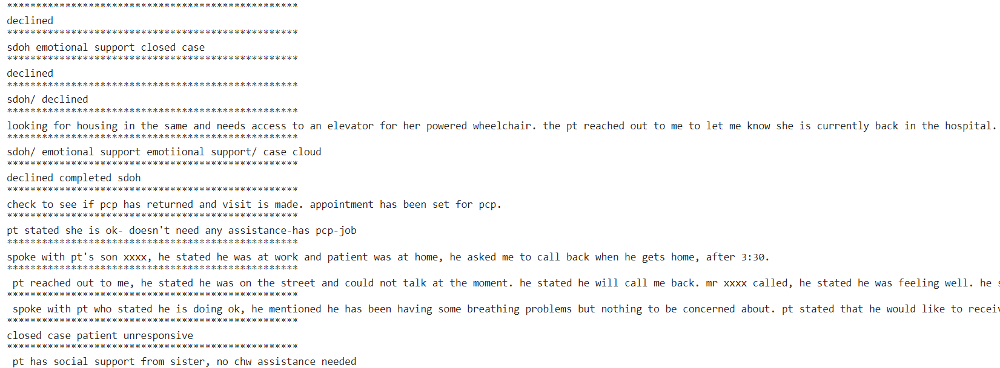 **************************************************
declined
**************************************************
sdoh emotional support closed case
**************************************************
declined
**************************************************
sdoh/ declined
**************************************************
looking for housing in the same and needs access to an elevator for her powered wheelchair. the pt reached out to me to let me know she is currently back in the hospital.
**************************************************
sdoh/ emotional support emotiional support/ case cloud
**************************************************
declined completed sdoh
**************************************************
check to see if pcp has returned and visit is made. appointment has been set for pcp.
**************************************************
pt stated she is ok- doesn't need any assistance-has pcp-job
**************************************************
spoke with pt's son xxxx, he stated he was at work and patient was at home, he asked me to call back when he gets home, after 3:30.
**************************************************
pt reached out to me, he stated he was on the street and could not talk at the moment. he stated he will call me back. mr xxxx called, he stated he was feeling well. he
**************************************************
spoke with pt who stated he is doing ok, he mentioned he has been having some breathing problems but nothing to be concerned about. pt stated that he would like to
**************************************************
closed case patient unresponsive
**************************************************
pt has social support from sister, no chw assistance needed